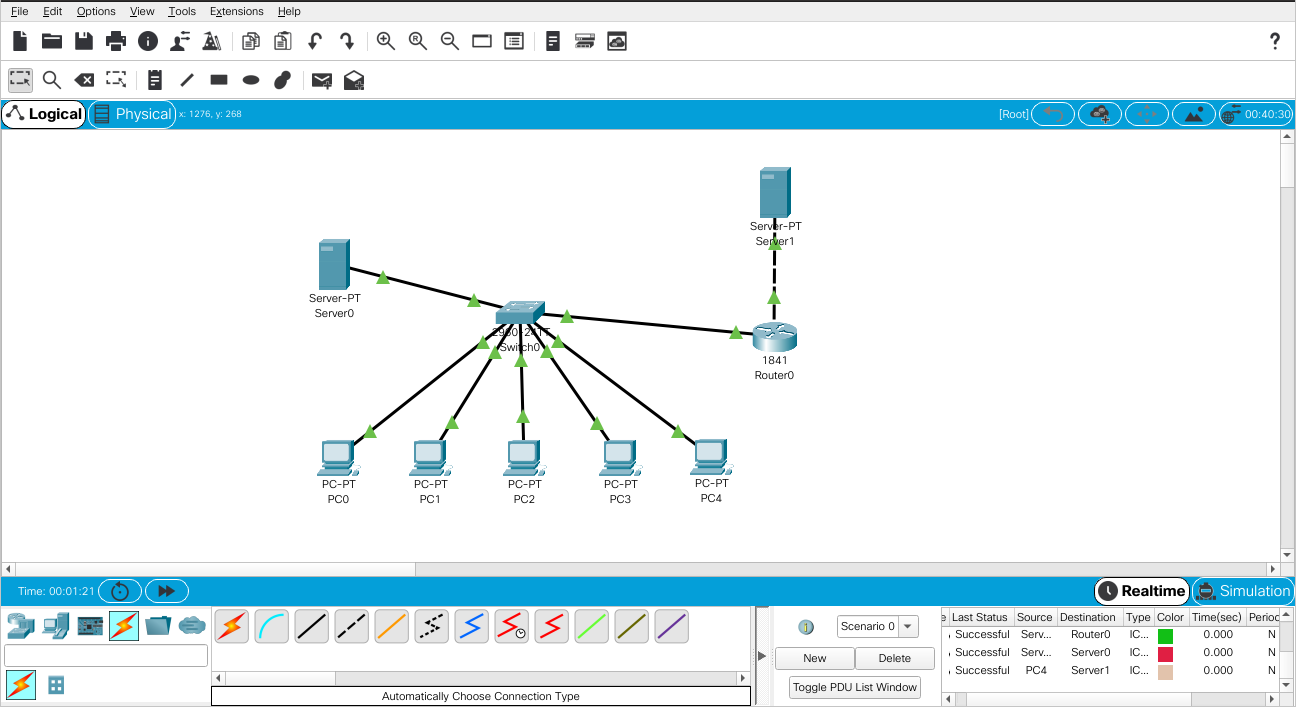 File Edit Options View Tools Extensions Help
?
Logical Physical x: 1276, y: 268 [Root] 00:40:30
Server-PT
Server1
Server-PT
Server0
2960-24TT
Switch0
1841
Router0
PC-PT
PC0
PC-PT
PC1
PC-PT
PC2
PC-PT
PC3
PC-PT
PC4
Time: 00:01:21 Realtime Simulation
Scenario 0
New Delete
Toggle PDU List Window
Automatically Choose Connection Type
Last Status Source Destination Type Color Time(sec) Periodic
Successful Serv... Router0 IC... 0.000 N
Successful Serv... Server0 IC... 0.000 N
Successful PC4 Server1 IC... 0.000 N